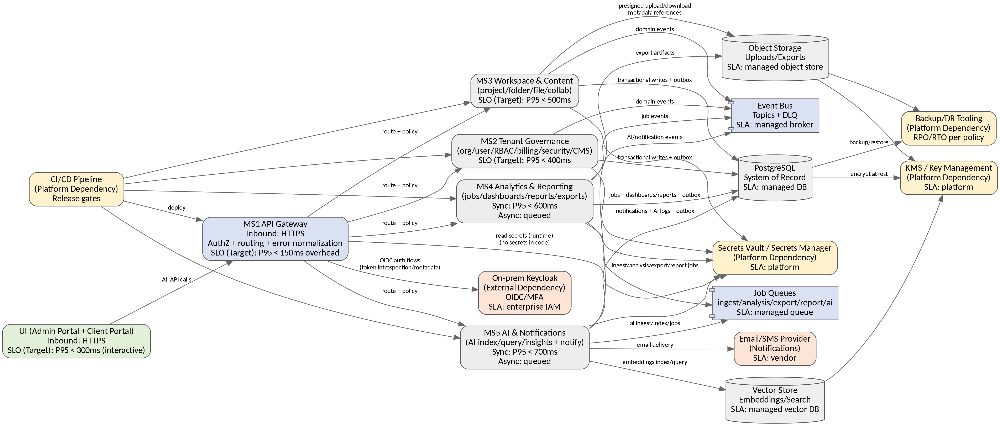 presigned upload/download
metadata references
domain events
export artifacts
transactional writes + outbox
domain events
job events
AI/notification events
transactional writes + outbox
jobs + dashboards/reports + outbox
notifications + AI logs + outbox
ingest/analysis/export/report jobs
ai ingest/index/jobs
email delivery
embeddings index/query
route + policy
route + policy
route + policy
read secrets (runtime)
(no secrets in code)
OIDC auth flows
(token introspection/metadata)
route + policy
deploy
All API calls
backup/restore
encrypt at rest
CI/CD Pipeline
(Platform Dependency)
Release gates
UI (Admin Portal + Client Portal)
Inbound: HTTPS
SLO (Target): P95 < 300ms (interactive)
MS1 API Gateway
Inbound: HTTPS
AuthZ + routing + error normalization
SLO (Target): P95 < 150ms overhead
MS3 Workspace & Content
(project/folder/file/collab)
SLO (Target): P95 < 500ms
MS2 Tenant Governance
(org/user/RBAC/billing/security/CMS)
SLO (Target): P95 < 400ms
MS4 Analytics & Reporting
(jobs/dashboards/reports/exports)
Sync: P95 < 600ms
Async: queued
On-prem Keycloak
(External Dependency)
OIDC/MFA
SLA: enterprise IAM
MS5 AI & Notifications
(AI index/query/insights + notify)
Sync: P95 < 700ms
Async: queued
Object Storage
Uploads/Exports
SLA: managed object store
Event Bus
Topics + DLQ
SLA: managed broker
PostgreSQL
System of Record
SLA: managed DB
Secrets Vault / Secrets Manager
(Platform Dependency)
SLA: platform
Job Queues
ingest/analysis/export/report/ai
SLA: managed queue
Email/SMS Provider
(Notifications)
SLA: vendor
Vector Store
Embeddings/Search
SLA: managed vector DB
Backup/DR Tooling
(Platform Dependency)
RPO/RTO per policy
KMS / Key Management
(Platform Dependency)
SLA: platform